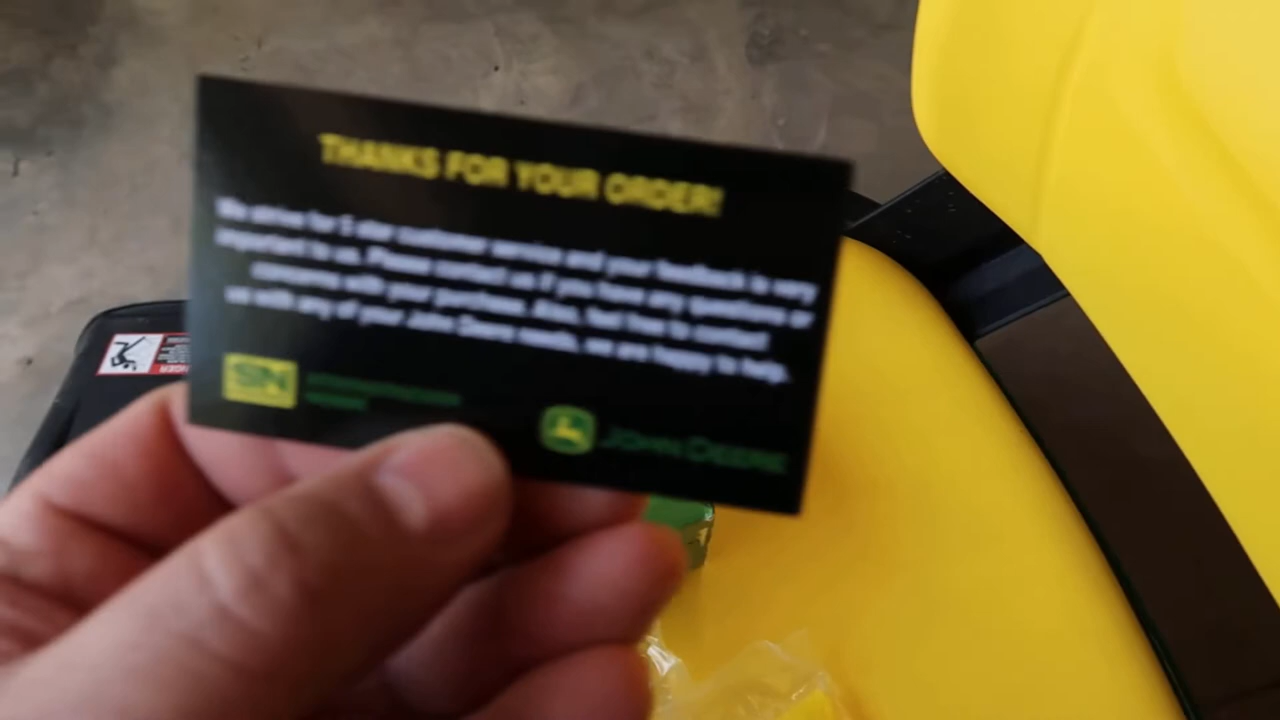 THANKS FOR YOUR ORDER!
We strive for 5 star customer service and your feedback is very
important to us. Please contact us if you have any questions or
concerns with your purchase. Also, feel free to contact
us with any of your John Deere needs, we are happy to help.
SN
JOHN DEERE
DANGER